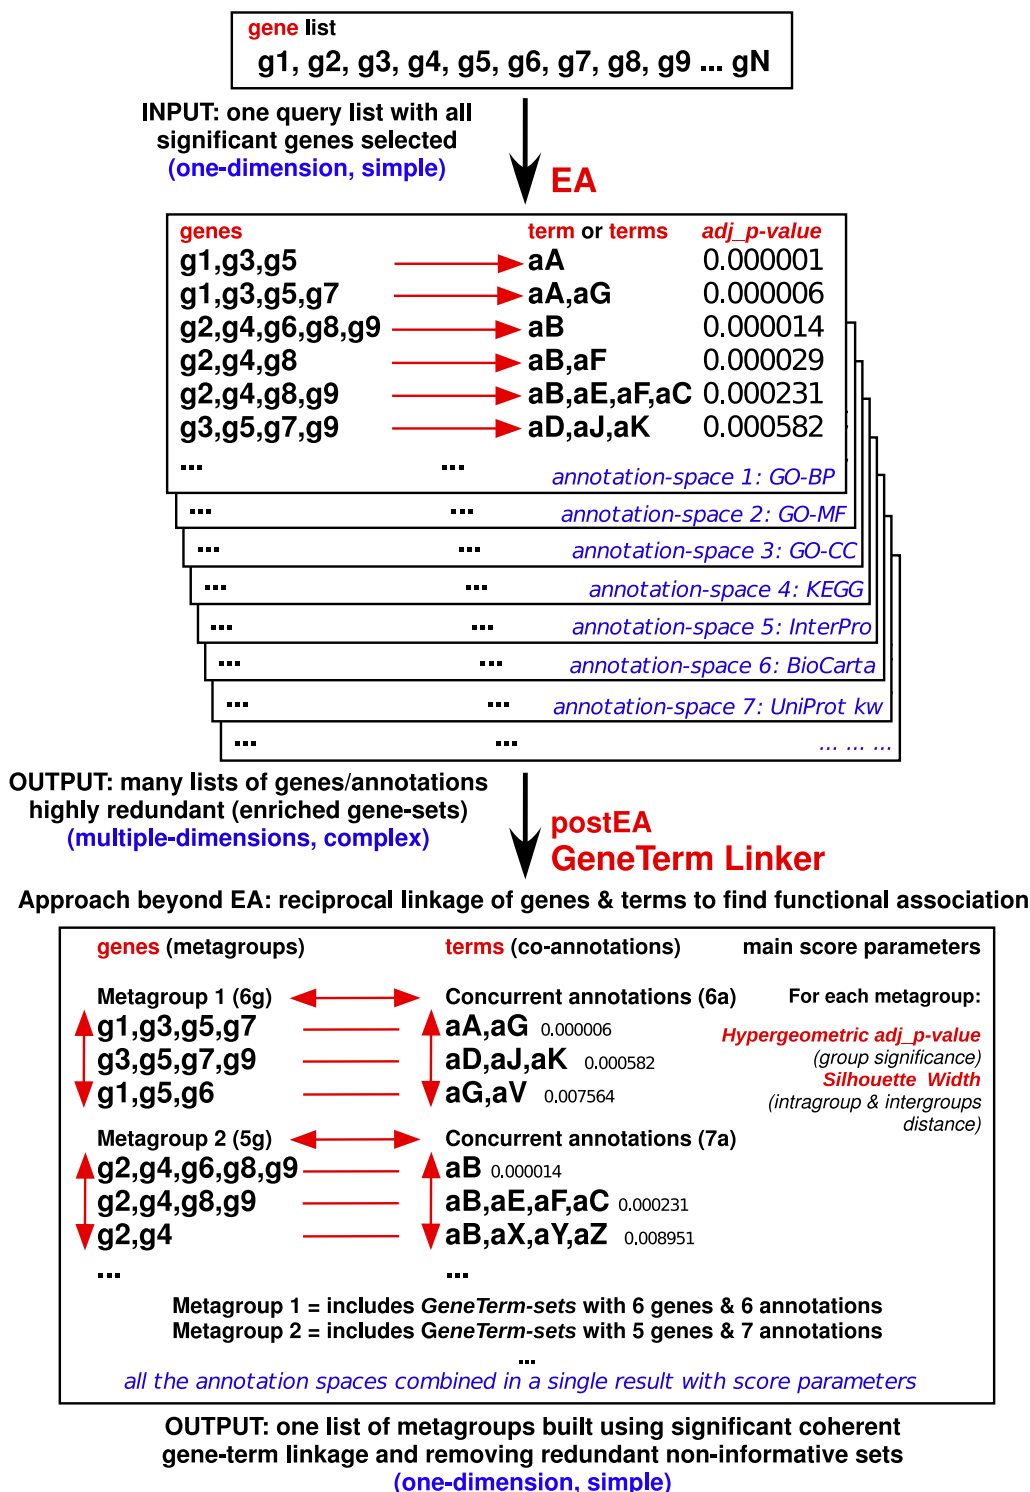 gene list
g1, g2, g3, g4, g5, g6, g7, g8, g9 ... gN
INPUT: one query list with all
significant genes selected
(one-dimension, simple)
EA
genes term or terms adj_p-value
g1,g3,g5 aA 0.000001
g1,g3,g5,g7 aA,aG 0.000006
g2,g4,g6,g8,g9 aB 0.000014
g2,g4,g8 aB,aF 0.000029
g2,g4,g8,g9 aB,aE,aF,aC 0.000231
g3,g5,g7,g9 aD,aJ,aK 0.000582
... ... annotation-space 1: GO-BP
... ... annotation-space 2: GO-MF
... ... annotation-space 3: GO-CC
... ... annotation-space 4: KEGG
... ... annotation-space 5: InterPro
... ... annotation-space 6: BioCarta
... ... annotation-space 7: UniProt kw
... ... ... ... ...
OUTPUT: many lists of genes/annotations
highly redundant (enriched gene-sets)
(multiple-dimensions, complex)
postEA
GeneTerm Linker
Approach beyond EA: reciprocal linkage of genes & terms to find functional association
genes (metagroups) terms (co-annotations) main score parameters
Metagroup 1 (6g) Concurrent annotations (6a) For each metagroup:
g1,g3,g5,g7 aA,aG 0.000006
Hypergeometric adj_p-value
(group significance)
g3,g5,g7,g9 aD,aJ,aK 0.000582
Silhouette Width
g1,g5,g6 aG,aV 0.007564
(intragroup & intergroups
distance)
Metagroup 2 (5g) Concurrent annotations (7a)
g2,g4,g6,g8,g9 aB 0.000014
g2,g4,g8,g9 aB,aE,aF,aC 0.000231
g2,g4 aB,aX,aY,aZ 0.008951
... ...
Metagroup 1 = includes GeneTerm-sets with 6 genes & 6 annotations
Metagroup 2 = includes GeneTerm-sets with 5 genes & 7 annotations
...
all the annotation spaces combined in a single result with score parameters
OUTPUT: one list of metagroups built using significant coherent
gene-term linkage and removing redundant non-informative sets
(one-dimension, simple)